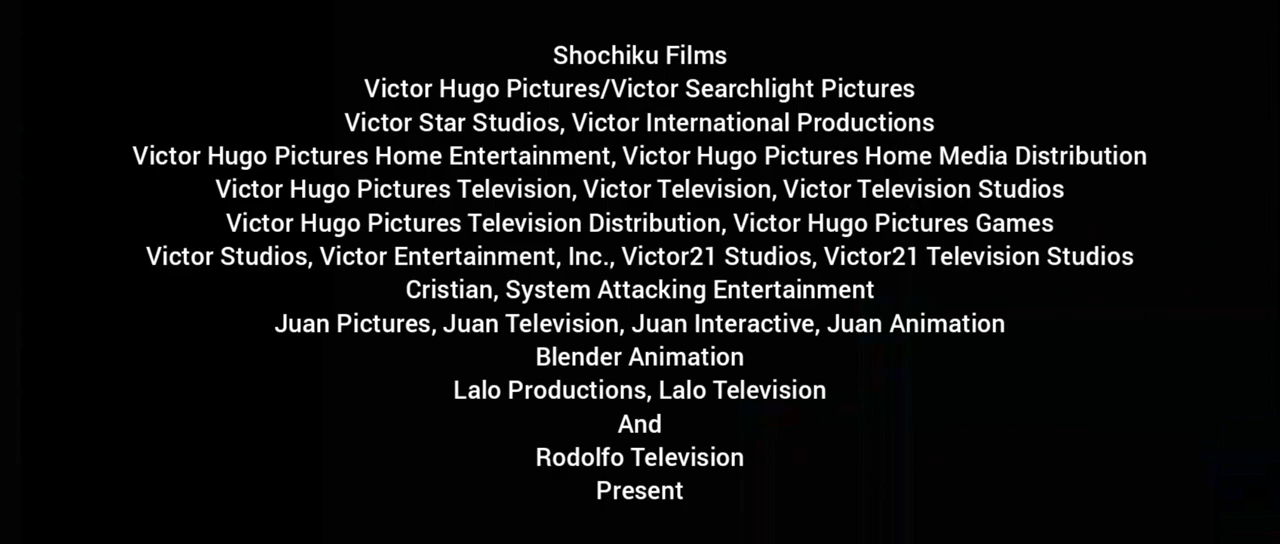 Shochiku Films
Victor Hugo Pictures/Victor Searchlight Pictures
Victor Star Studios, Victor International Productions
Victor Hugo Pictures Home Entertainment, Victor Hugo Pictures Home Media Distribution
Victor Hugo Pictures Television, Victor Television, Victor Television Studios
Victor Hugo Pictures Television Distribution, Victor Hugo Pictures Games
Victor Studios, Victor Entertainment, Inc., Victor21 Studios, Victor21 Television Studios
Cristian, System Attacking Entertainment
Juan Pictures, Juan Television, Juan Interactive, Juan Animation
Blender Animation
Lalo Productions, Lalo Television
And
Rodolfo Television
Present